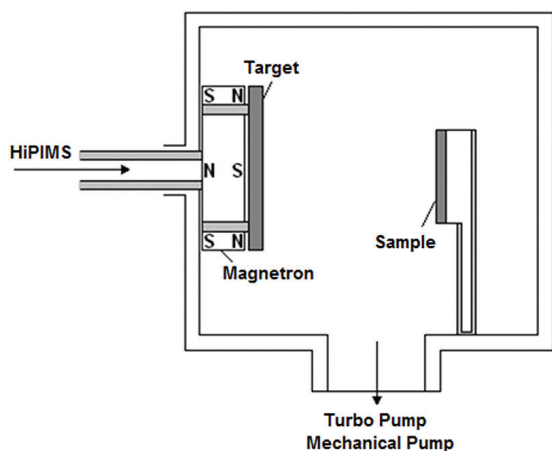 Target
S N
HiPIMS
N S
Sample
S N
Magnetron
Turbo Pump
Mechanical Pump